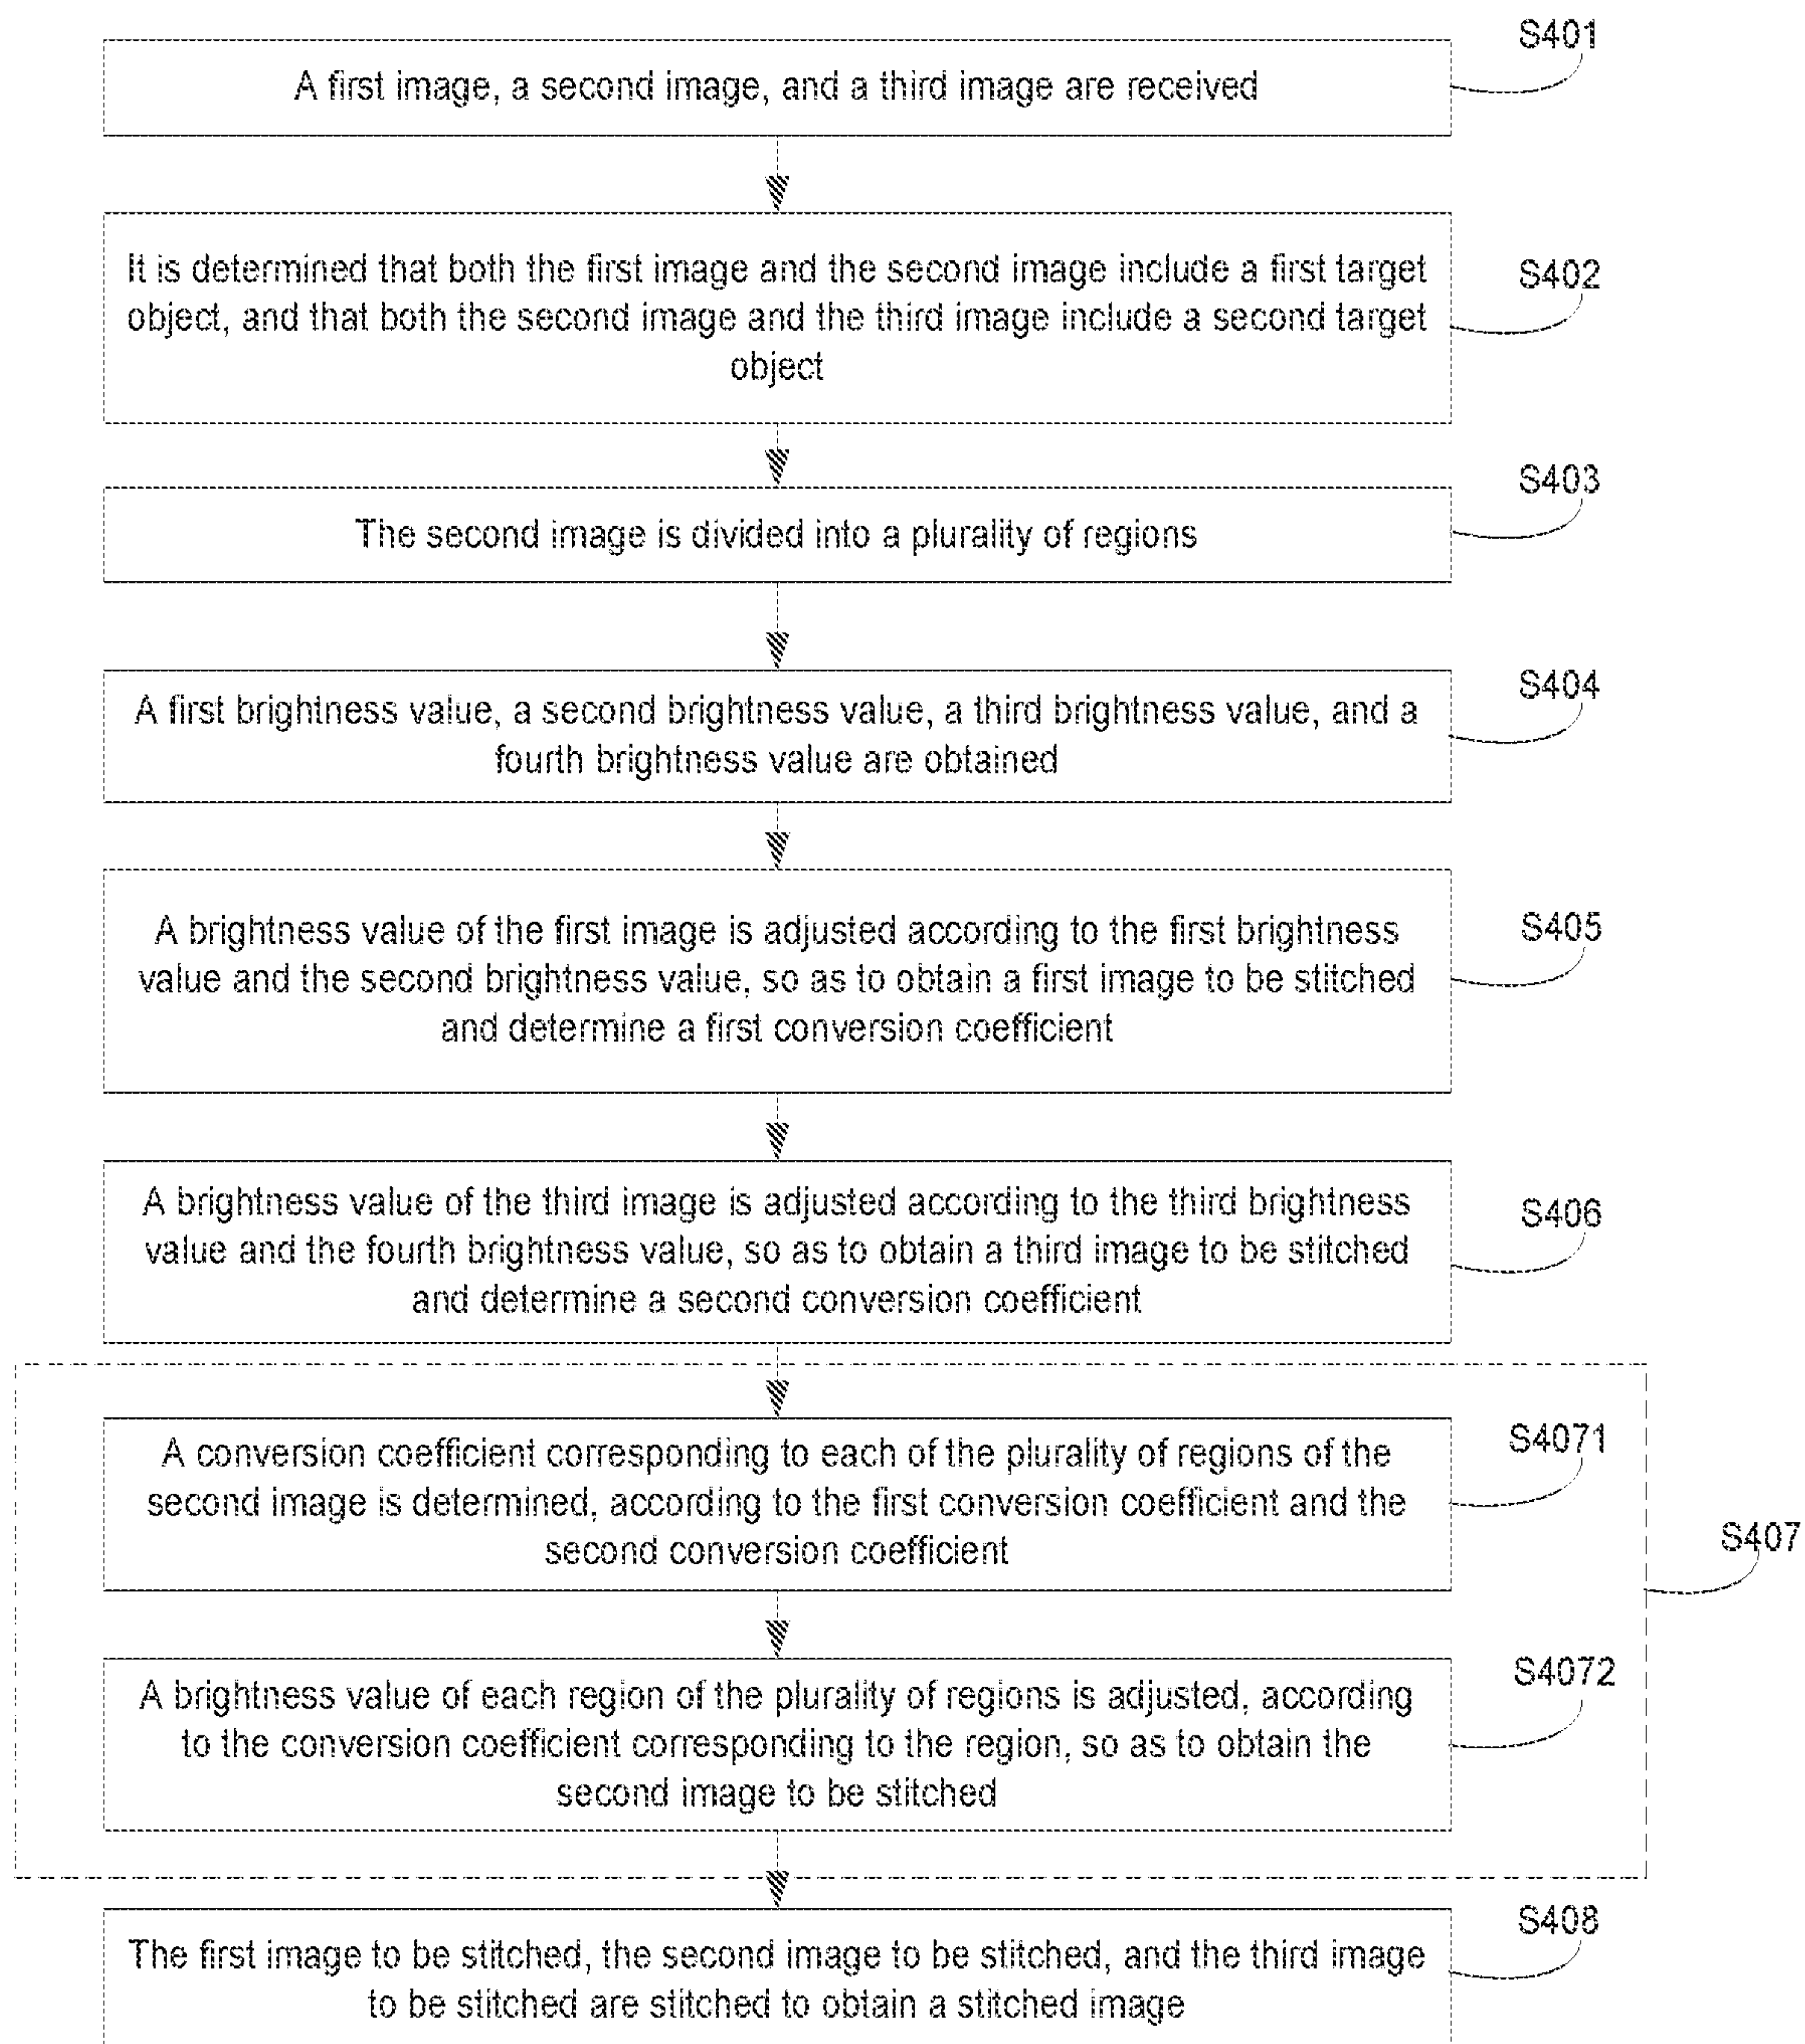 S401
A first image, a second image, and a third image are received
It is determined that both the first image and the second image include a first target
object, and that both the second image and the third image include a second target
object
S402
The second image is divided into a plurality of regions
S403
A first brightness value, a second brightness value, a third brightness value, and a
fourth brightness value are obtained
S404
A brightness value of the first image is adjusted according to the first brightness
value and the second brightness value, so as to obtain a first image to be stitched
and determine a first conversion coefficient
S405
A brightness value of the third image is adjusted according to the third brightness
value and the fourth brightness value, so as to obtain a third image to be stitched
and determine a second conversion coefficient
S406
A conversion coefficient corresponding to each of the plurality of regions of the
second image is determined, according to the first conversion coefficient and the
second conversion coefficient
S4071
S407
A brightness value of each region of the plurality of regions is adjusted, according
to the conversion coefficient corresponding to the region, so as to obtain the
second image to be stitched
S4072
The first image to be stitched, the second image to be stitched, and the third image
to be stitched are stitched to obtain a stitched image
S408